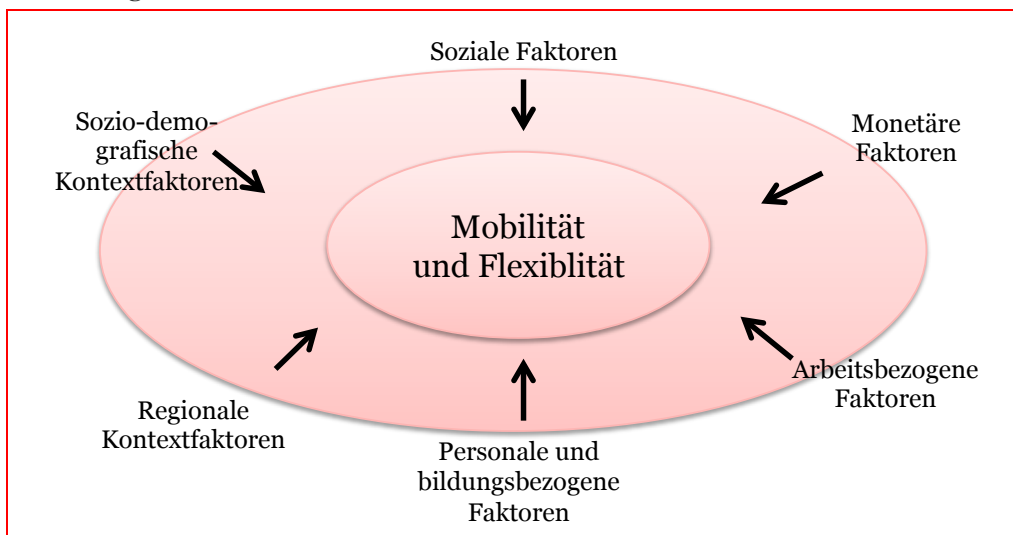 Soziale Faktoren
Sozio-demo-
grafische
Kontextfaktoren
Monetäre
Faktoren
Mobilität
und Flexiblität
Arbeitsbezogene
Faktoren
Regionale
Kontextfaktoren
Personale und
bildungsbezogene
Faktoren